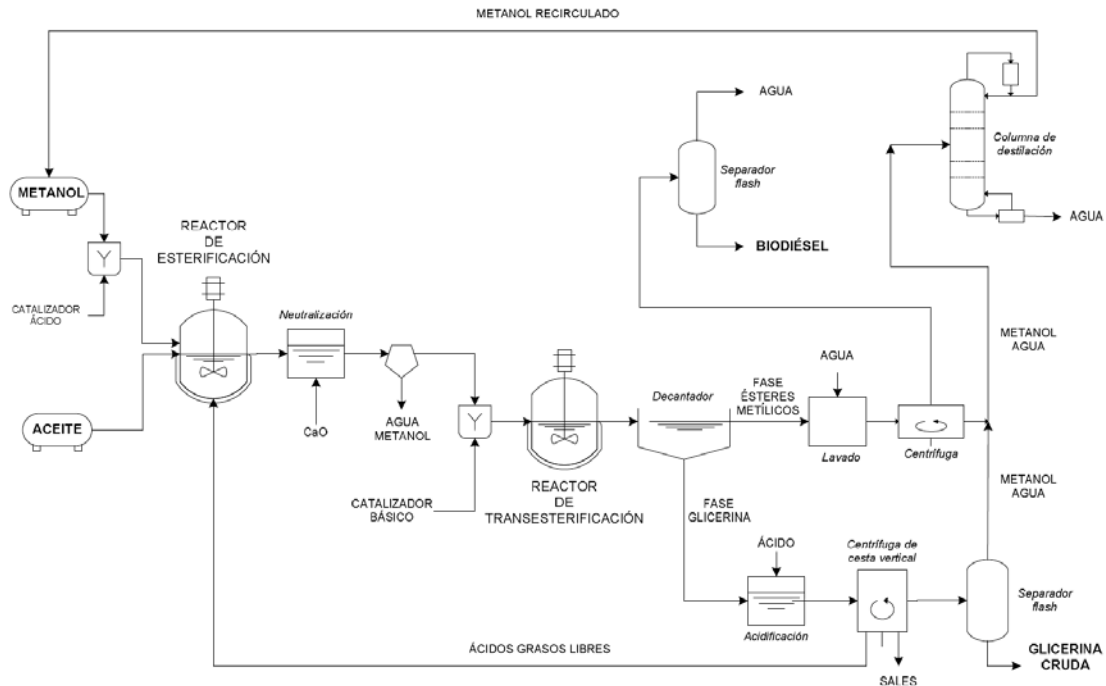 METANOL RECIRCULADO
AGUA
Columna de
destilación
Separador
flash
METANOL
AGUA
REACTOR
DE
ESTERIFICACIÓN
BIODIÉSEL
Y
CATALIZADOR
ÁCIDO
Neutralización
METANOL
AGUA
AGUA
FASE
ÉSTERES
METÍLICOS
Decantador
ACEITE
CaO
AGUA
METANOL
Y
Lavado
Centrífuga
REACTOR
DE
TRANSESTERIFICACIÓN
METANOL
AGUA
CATALIZADOR
BÁSICO
FASE
GLICERINA
ÁCIDO
Centrífuga de
cesta vertical
Separador
flash
Acidificación
ÁCIDOS GRASOS LIBRES
GLICERINA
CRUDA
SALES